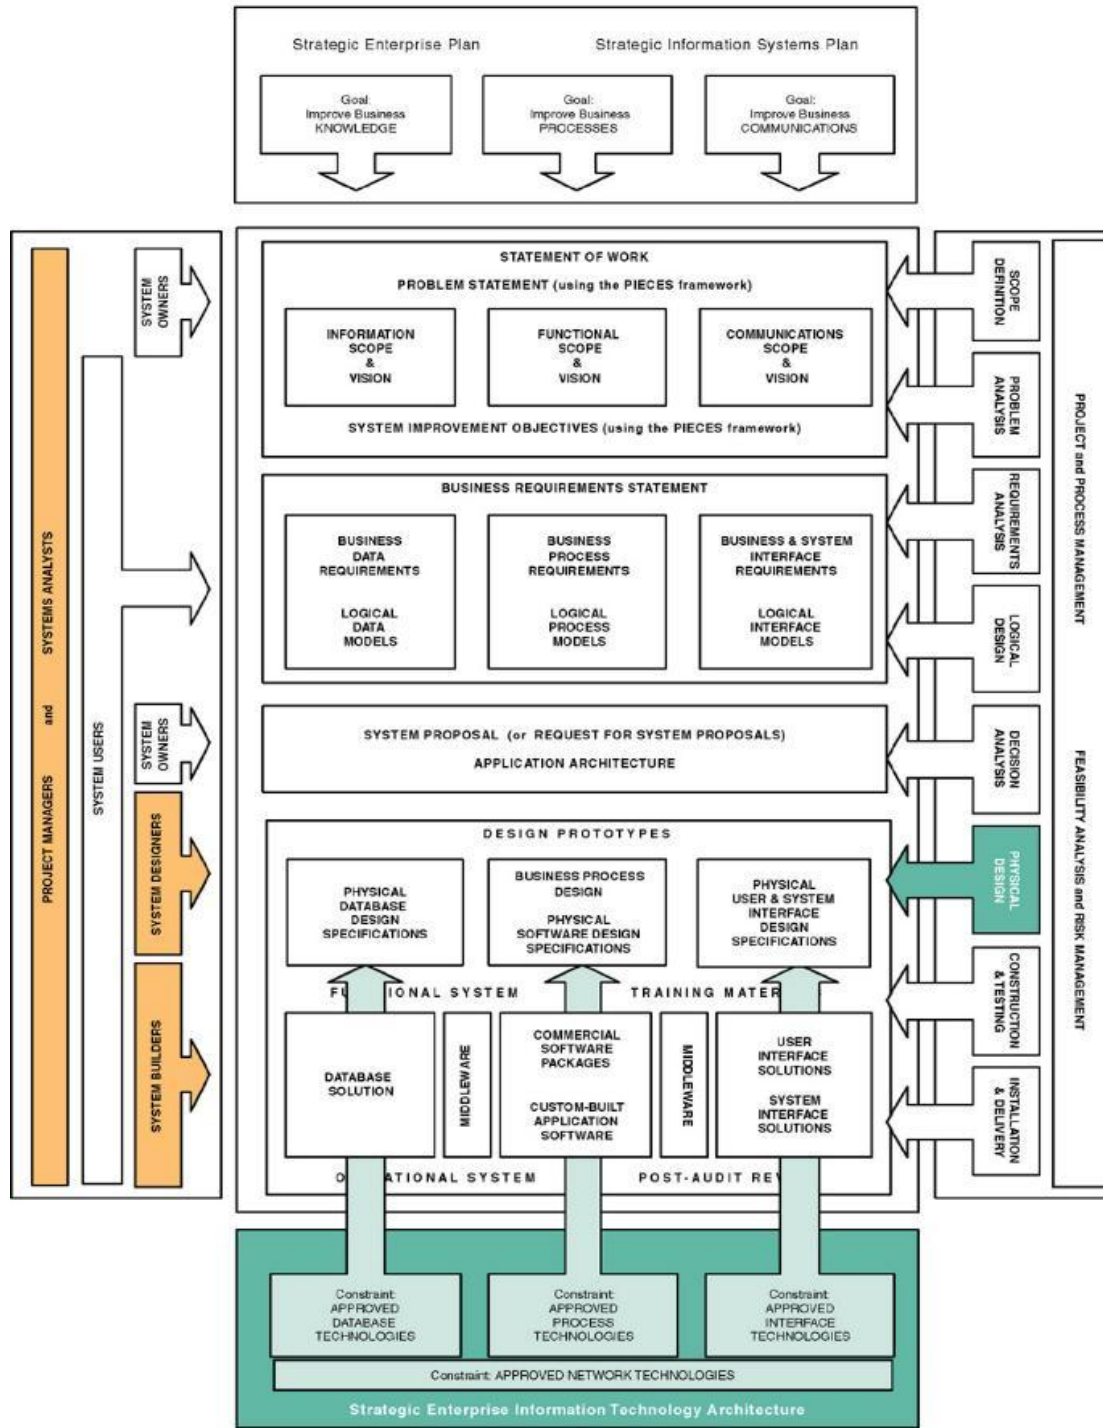 Strategic Enterprise Plan
Strategic Information Systems Plan
Goal:
Improve Business
KNOWLEDGE
Goal:
Improve Business
PROCESSES
Goal:
Improve Business
COMMUNICATIONS
SYSTEMS ANALYSTS
and
PROJECT MANAGERS
SYSTEM USERS
SYSTEM
OWNERS
SYSTEM
OWNERS
SYSTEM DESIGNERS
SYSTEM BUILDERS
STATEMENT OF WORK
PROBLEM STATEMENT (using the PIECES framework)
INFORMATION
SCOPE
&
VISION
FUNCTIONAL
SCOPE
&
VISION
COMMUNICATIONS
SCOPE
&
VISION
SYSTEM IMPROVEMENT OBJECTIVES (using the PIECES framework)
BUSINESS REQUIREMENTS STATEMENT
BUSINESS
DATA
REQUIREMENTS
LOGICAL
DATA
MODELS
BUSINESS
PROCESS
REQUIREMENTS
LOGICAL
PROCESS
MODELS
BUSINESS & SYSTEM
INTERFACE
REQUIREMENTS
LOGICAL
INTERFACE
MODELS
SYSTEM PROPOSAL (or REQUEST FOR SYSTEM PROPOSALS)
APPLICATION ARCHITECTURE
DESIGN PROTOTYPES
PHYSICAL
DATABASE
DESIGN
SPECIFICATIONS
BUSINESS PROCESS
DESIGN
PHYSICAL
SOFTWARE DESIGN
SPECIFICATIONS
PHYSICAL
USER & SYSTEM
INTERFACE
DESIGN
SPECIFICATIONS
SYSTEM
TRAINING
DATABASE
SOLUTION
MIDDLEWARE
COMMERCIAL
SOFTWARE
PACKAGES
CUSTOM-BUILT
APPLICATION
SOFTWARE
MIDDLEWARE
USER
INTERFACE
SOLUTIONS
SYSTEM
INTERFACE
SOLUTIONS
SYSTEM
POST-AUDIT
SCOPE
DEFINITION
PROBLEM
ANALYSIS
REQUIREMENTS
ANALYSIS
LOGICAL
DESIGN
DECISION
ANALYSIS
PHYSICAL
DESIGN
CONSTRUCTION
& TESTING
INSTALLATION
& DELIVERY
PROJECT and PROCESS MANAGEMENT
FEASIBILITY ANALYSIS and RISK MANAGEMENT
Constraint:
APPROVED
DATABASE
TECHNOLOGIES
Constraint:
APPROVED
PROCESS
TECHNOLOGIES
Constraint:
APPROVED
INTERFACE
TECHNOLOGIES
Constraint: APPROVED NETWORK TECHNOLOGIES
Strategic Enterprise Information Technology Architecture